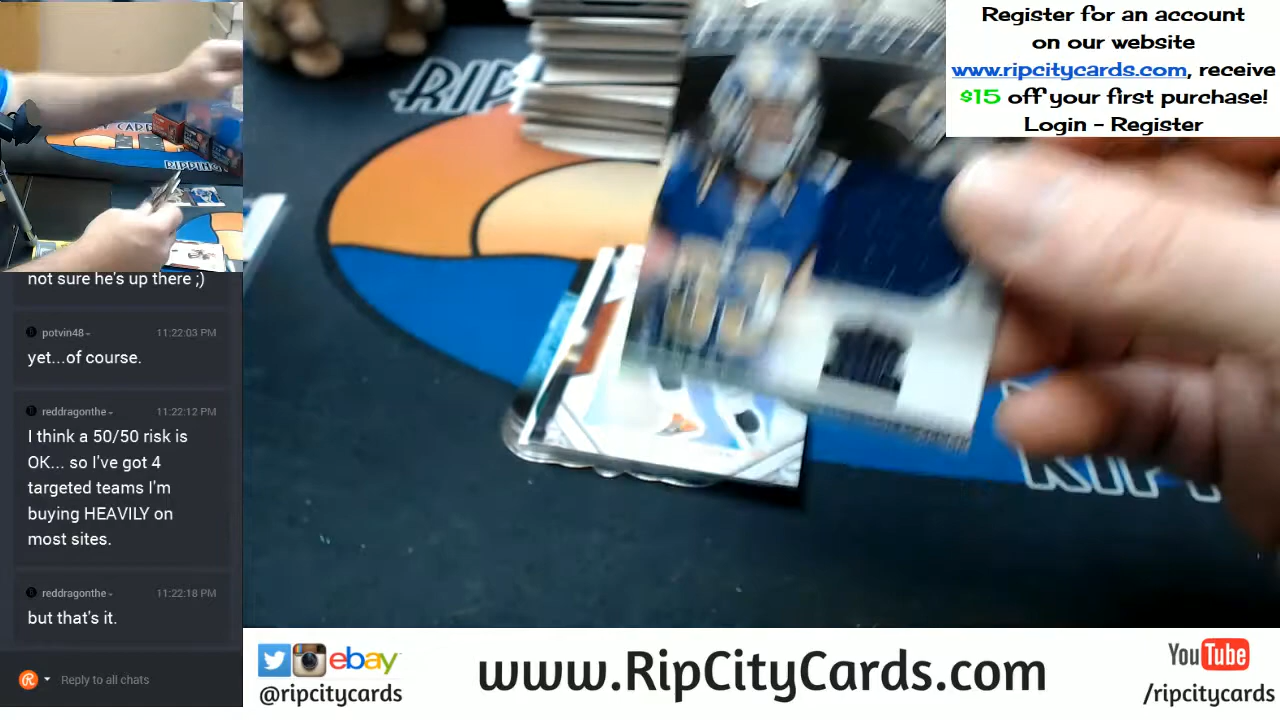 Register for an account
on our website
www.ripcitycards.com, receive
$15 off your first purchase!
Login - Register
RIP
RIPPING
not sure he's up there ;)
potvin48
11:22:03 PM
yet...of course.
reddragonthe
11:22:12 PM
I think a 50/50 risk is
OK... so I've got 4
targeted teams I'm
buying HEAVILY on
most sites.
reddragonthe
11:22:18 PM
but that's it.
Reply to all chats
ebay
@ripcitycards
www.RipCityCards.com
YouTube
/ripcitycards